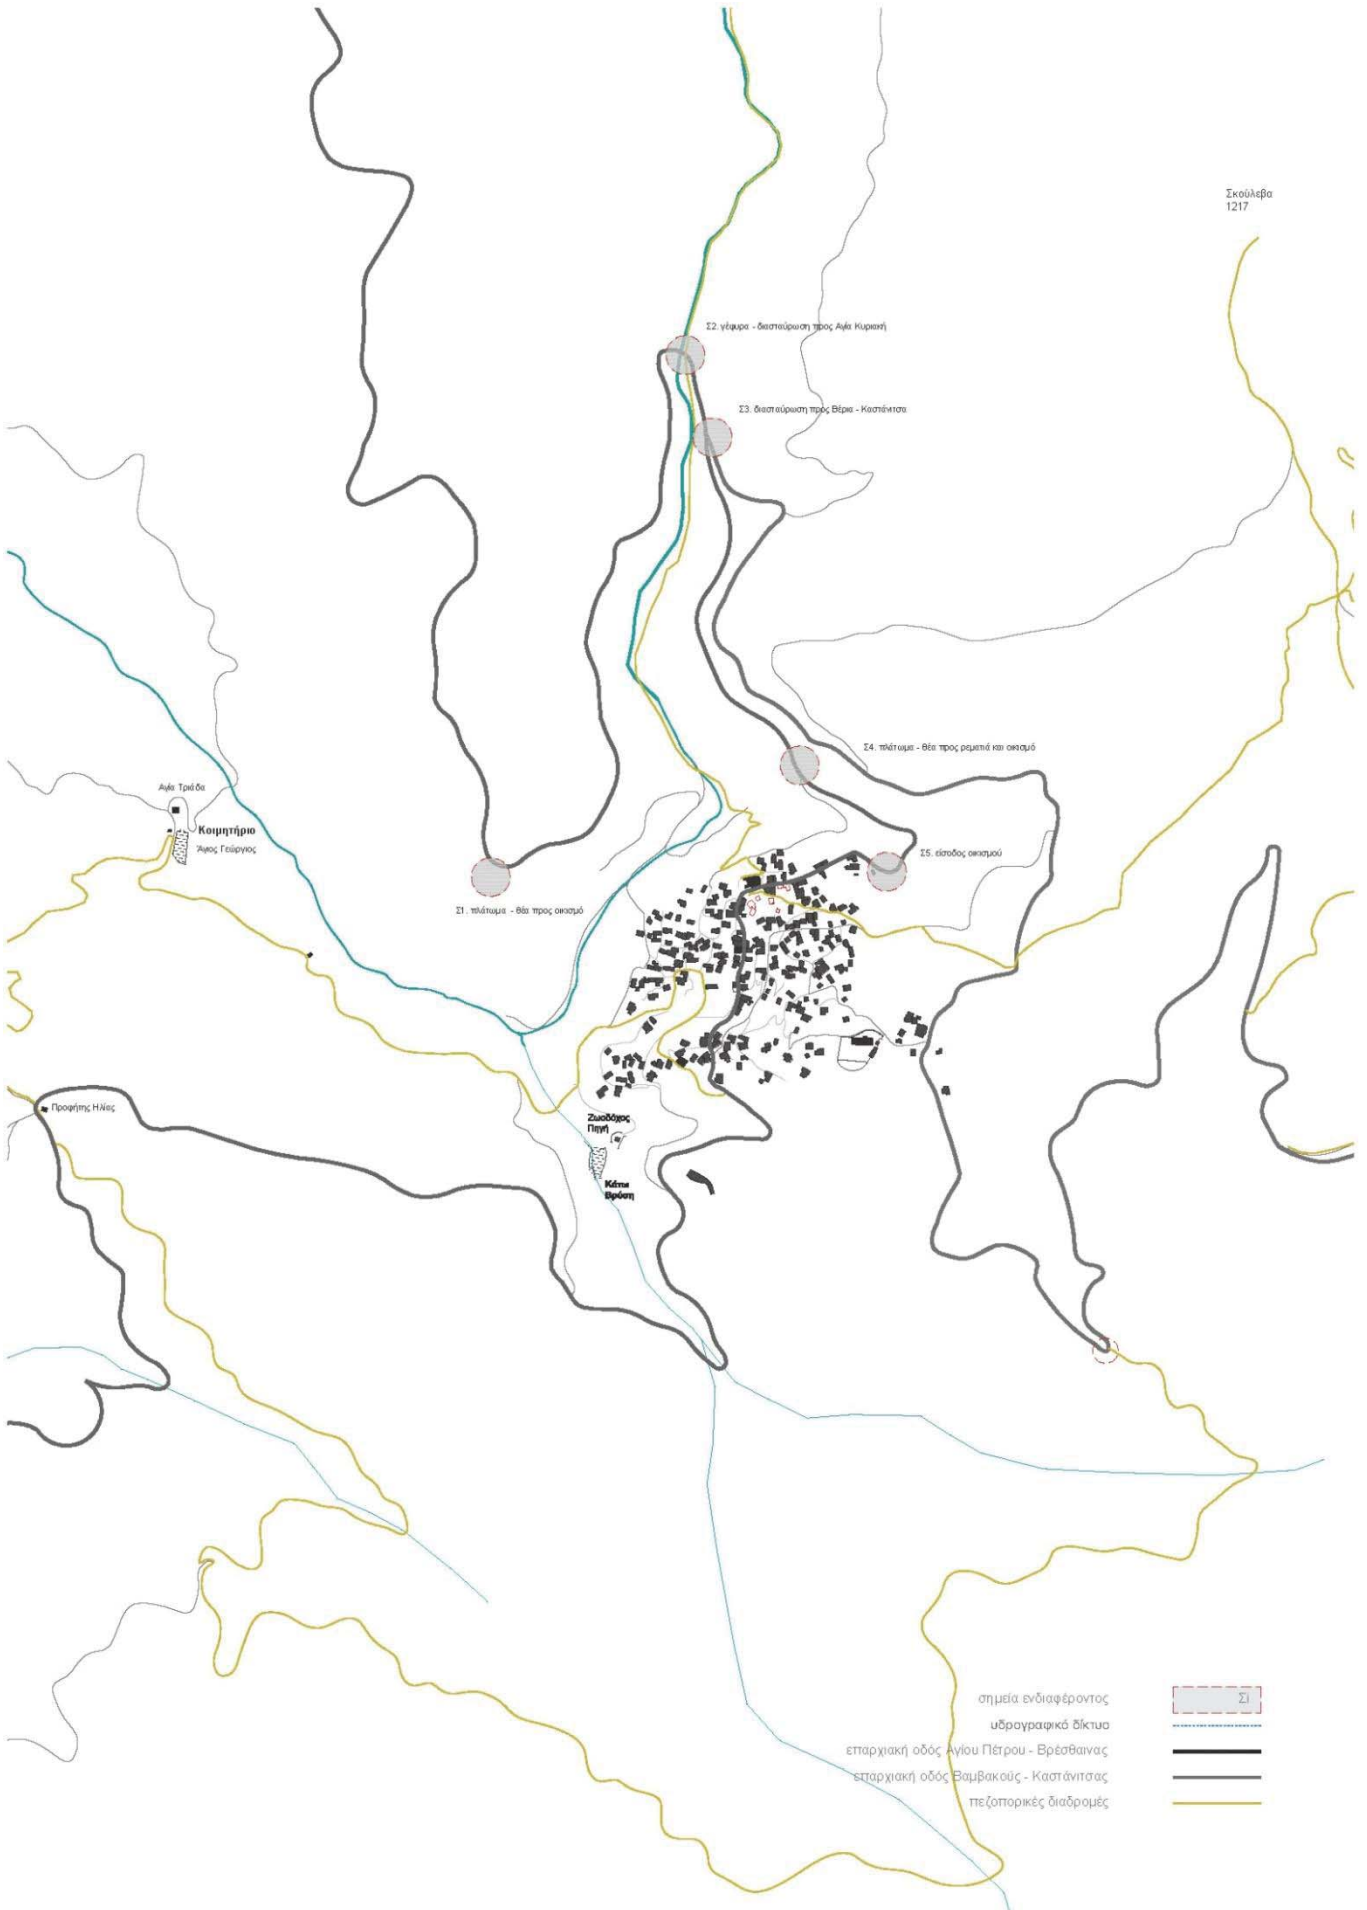 Σκούλεβα
1217
Σ2. γέφυρα - διασταύρωση προς Αγία Κυριακή
Σ3. διασταύρωση προς Βέρια - Καστάνιτσα
Σ4. πλάτωμα - θέα προς ρεματιά και οικισμό
Αγία Τριάδα
Κοιμητήριο
Άγιος Γεώργιος
Σ5. είσοδος οικισμού
Σ1. πλάτωμα - θέα προς οικισμό
Προφήτης Ηλίας
Ζωοδόχος
Πηγή
Κάτω
Βρύση
σημεία ενδιαφέροντος Σi
υδρογραφικό δίκτυο
επαρχιακή οδός Αγίου Πέτρου - Βρέσθαινας
επαρχιακή οδός Βαμβακούς - Καστάνιτσας
πεζοπορικές διαδρομές